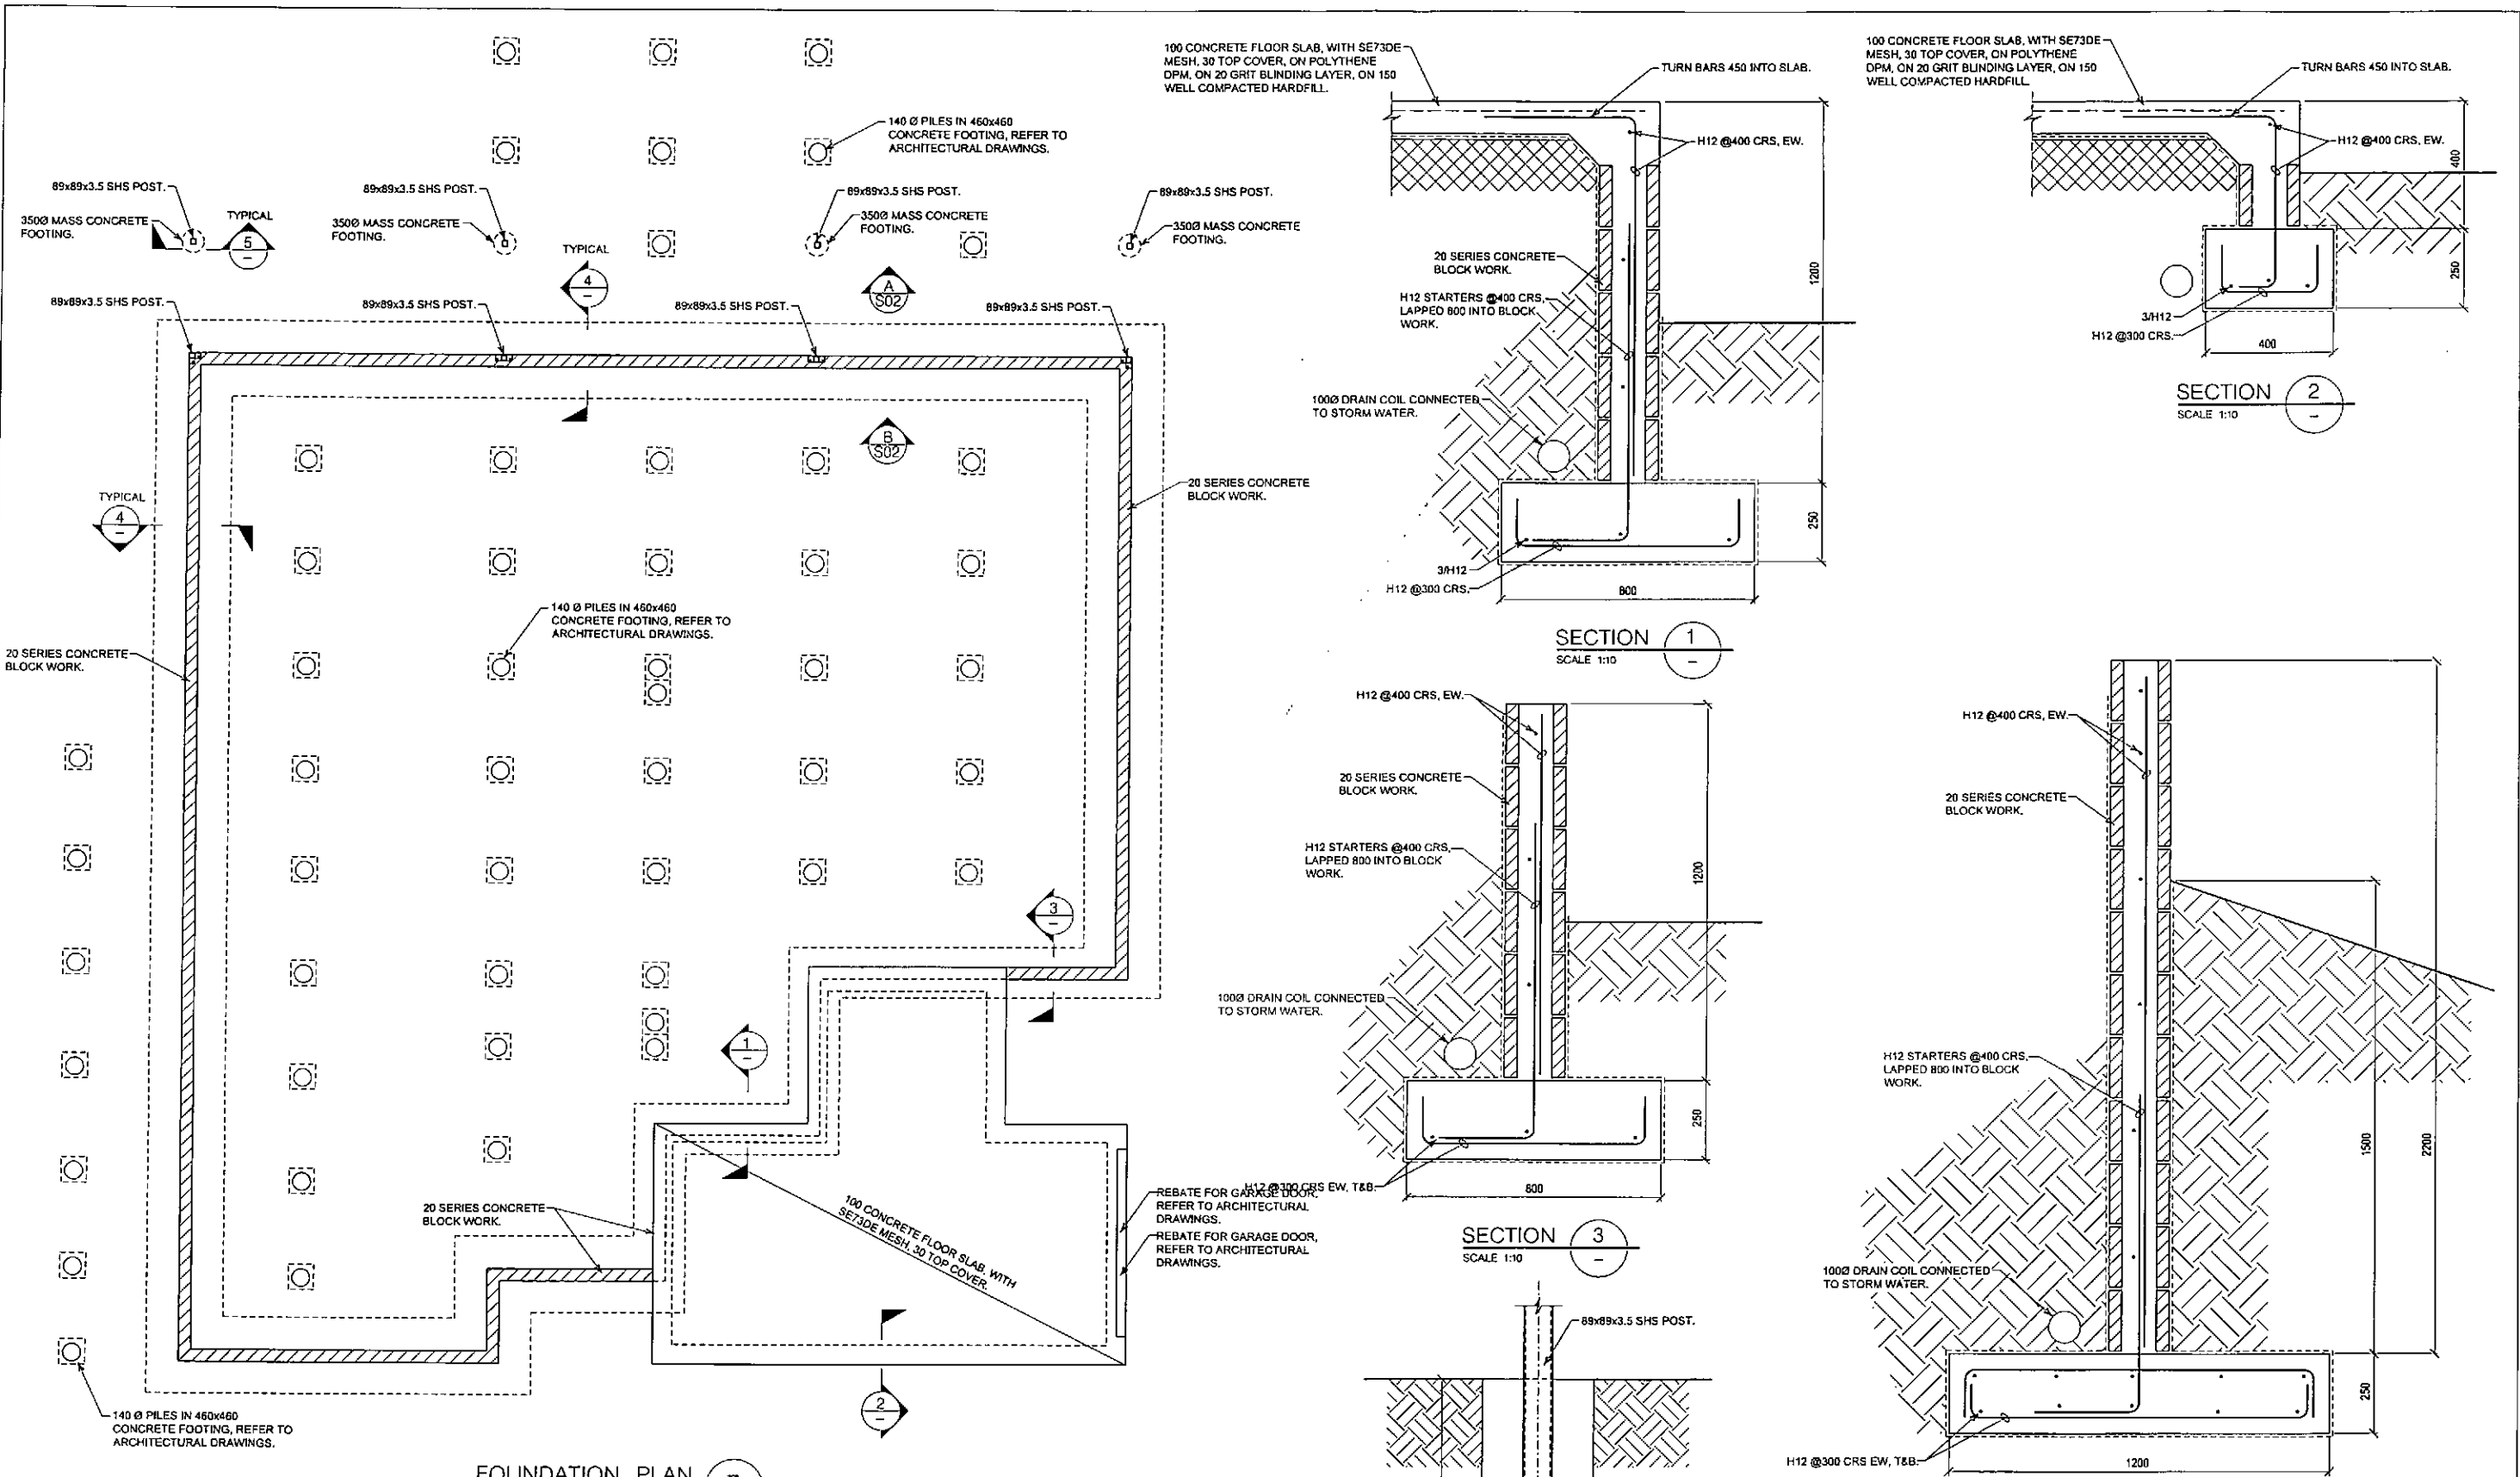 140 Ø PILES IN 460x460
CONCRETE FOOTING, REFER TO
ARCHITECTURAL DRAWINGS.
89x89x3.5 SHS POST.
350Ø MASS CONCRETE
FOOTING.
TYPICAL
5
–
89x89x3.5 SHS POST.
350Ø MASS CONCRETE
FOOTING.
TYPICAL
4
–
89x89x3.5 SHS POST.
350Ø MASS CONCRETE
FOOTING.
A
S02
89x89x3.5 SHS POST.
350Ø MASS CONCRETE
FOOTING.
89x89x3.5 SHS POST.
89x89x3.5 SHS POST.
89x89x3.5 SHS POST.
89x89x3.5 SHS POST.
B
S02
TYPICAL
4
–
20 SERIES CONCRETE
BLOCK WORK.
140 Ø PILES IN 460x460
CONCRETE FOOTING, REFER TO
ARCHITECTURAL DRAWINGS.
20 SERIES CONCRETE
BLOCK WORK.
3
–
1
–
20 SERIES CONCRETE
BLOCK WORK.
100 CONCRETE FLOOR SLAB, WITH
SE73DE MESH, 30 TOP COVER.
REBATE FOR GARAGE DOOR,
REFER TO ARCHITECTURAL
DRAWINGS.
REBATE FOR GARAGE DOOR,
REFER TO ARCHITECTURAL
DRAWINGS.
2
–
140 Ø PILES IN 460x460
CONCRETE FOOTING, REFER TO
ARCHITECTURAL DRAWINGS.
FOUNDATION PLAN
100 CONCRETE FLOOR SLAB, WITH SE73DE
MESH, 30 TOP COVER, ON POLYTHENE
DPM, ON 20 GRIT BLINDING LAYER, ON 150
WELL COMPACTED HARDFILL.
TURN BARS 450 INTO SLAB.
H12 @400 CRS, EW.
20 SERIES CONCRETE
BLOCK WORK.
H12 STARTERS @400 CRS,
LAPPED 800 INTO BLOCK
WORK.
1200
100Ø DRAIN COIL CONNECTED
TO STORM WATER.
250
3/H12
H12 @300 CRS.
800
SECTION
1
–
SCALE 1:10
100 CONCRETE FLOOR SLAB, WITH SE73DE
MESH, 30 TOP COVER, ON POLYTHENE
DPM, ON 20 GRIT BLINDING LAYER, ON 150
WELL COMPACTED HARDFILL
TURN BARS 450 INTO SLAB.
H12 @400 CRS, EW.
400
250
3/H12
H12 @300 CRS.
400
SECTION
2
–
SCALE 1:10
H12 @400 CRS, EW.
20 SERIES CONCRETE
BLOCK WORK.
H12 STARTERS @400 CRS,
LAPPED 800 INTO BLOCK
WORK.
1200
100Ø DRAIN COIL CONNECTED
TO STORM WATER.
250
H12 @300 CRS EW, T&B.
800
SECTION
3
–
SCALE 1:10
89x89x3.5 SHS POST.
H12 @400 CRS, EW.
20 SERIES CONCRETE
BLOCK WORK.
H12 STARTERS @400 CRS,
LAPPED 800 INTO BLOCK
WORK.
1500
2200
100Ø DRAIN COIL CONNECTED
TO STORM WATER.
250
H12 @300 CRS EW, T&B.
1200